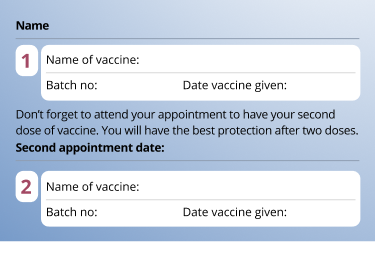 Name
1 Name of vaccine:
Batch no: Date vaccine given:
Don't forget to attend your appointment to have your second
dose of vaccine. You will have the best protection after two doses.
Second appointment date:
2 Name of vaccine:
Batch no: Date vaccine given: